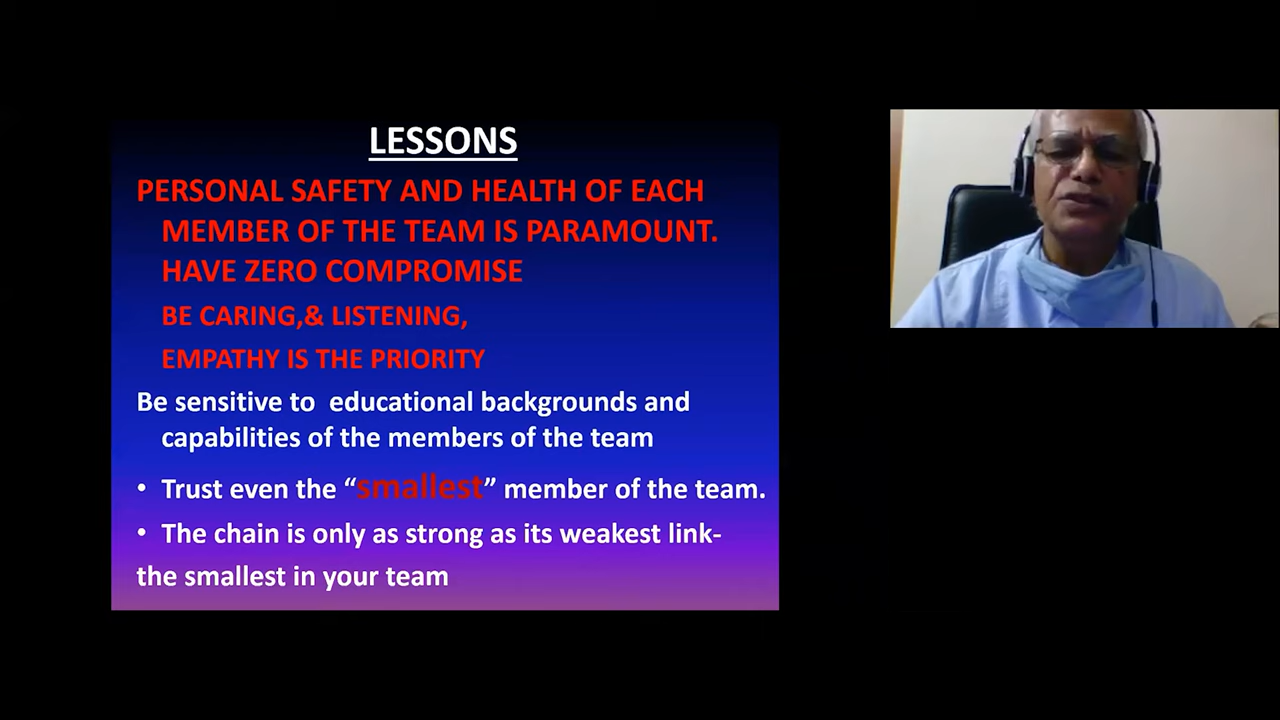 LESSONS
PERSONAL SAFETY AND HEALTH OF EACH
MEMBER OF THE TEAM IS PARAMOUNT.
HAVE ZERO COMPROMISE
BE CARING,& LISTENING,
EMPATHY IS THE PRIORITY
Be sensitive to educational backgrounds and
capabilities of the members of the team
• Trust even the “smallest” member of the team.
• The chain is only as strong as its weakest link-
the smallest in your team